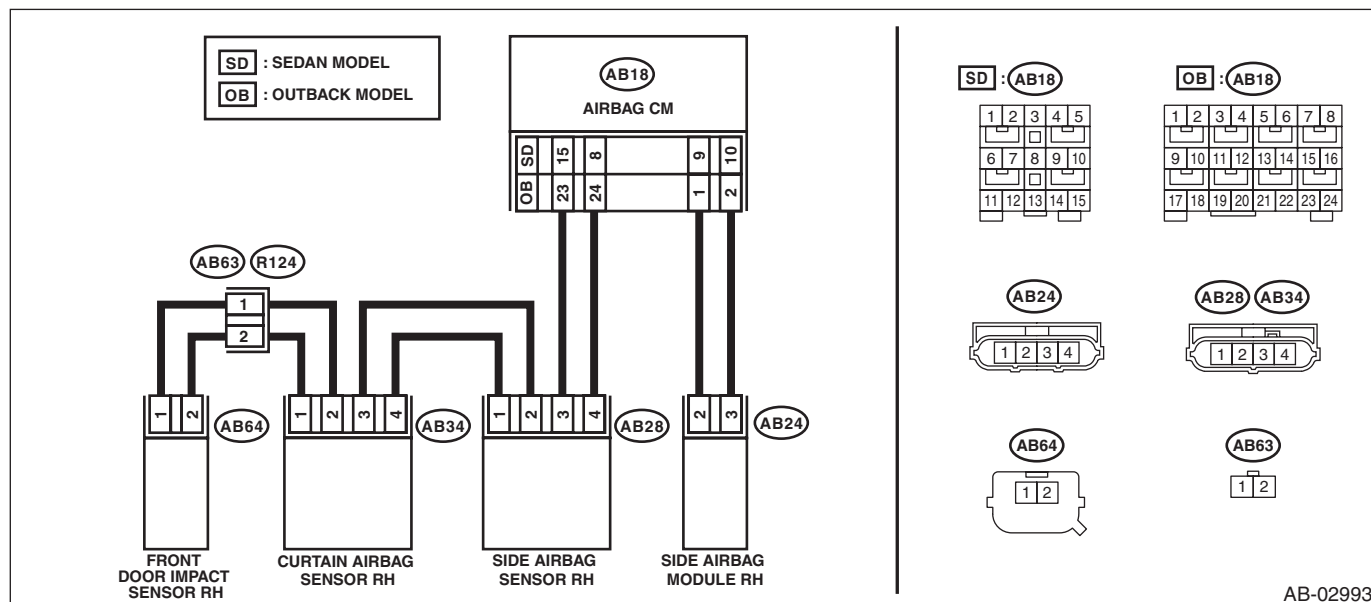 SD : SEDAN MODEL
OB : OUTBACK MODEL
AB18
AIRBAG CM
SD 15 8 9 10
OB 23 24 1 2
AB63 R124
1
2
1 2 AB64
1 2 3 4 AB34
1 2 3 4 AB28
2 3 AB24
FRONT
DOOR IMPACT
SENSOR RH
CURTAIN AIRBAG
SENSOR RH
SIDE AIRBAG
SENSOR RH
SIDE AIRBAG
MODULE RH
SD : AB18
1 2 3 4 5
6 7 8 9 10
11 12 13 14 15
OB : AB18
1 2 3 4 5 6 7 8
9 10 11 12 13 14 15 16
17 18 19 20 21 22 23 24
AB24
1 2 3 4
AB28 AB34
1 2 3 4
AB64
1 2
AB63
1 2
AB-02993